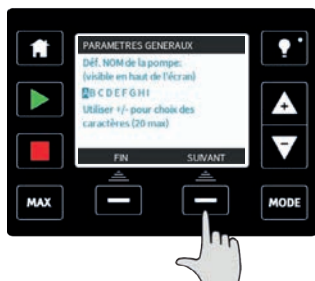 PARAMETRES GENERAUX
Déf. NOM de la pompe:
(visible en haut de l'écran)
ABCDEFGHI
Utiliser +/- pour choix des
caractères (20 max)
FIN SUIVANT
MAX
MODE